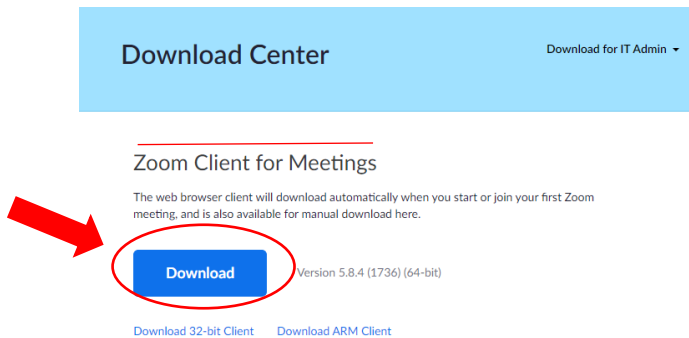 Download Center
Download for IT Admin
Zoom Client for Meetings
The web browser client will download automatically when you start or join your first Zoom
meeting, and is also available for manual download here.
Download
Version 5.8.4 (1736) (64-bit)
Download 32-bit Client
Download ARM Client